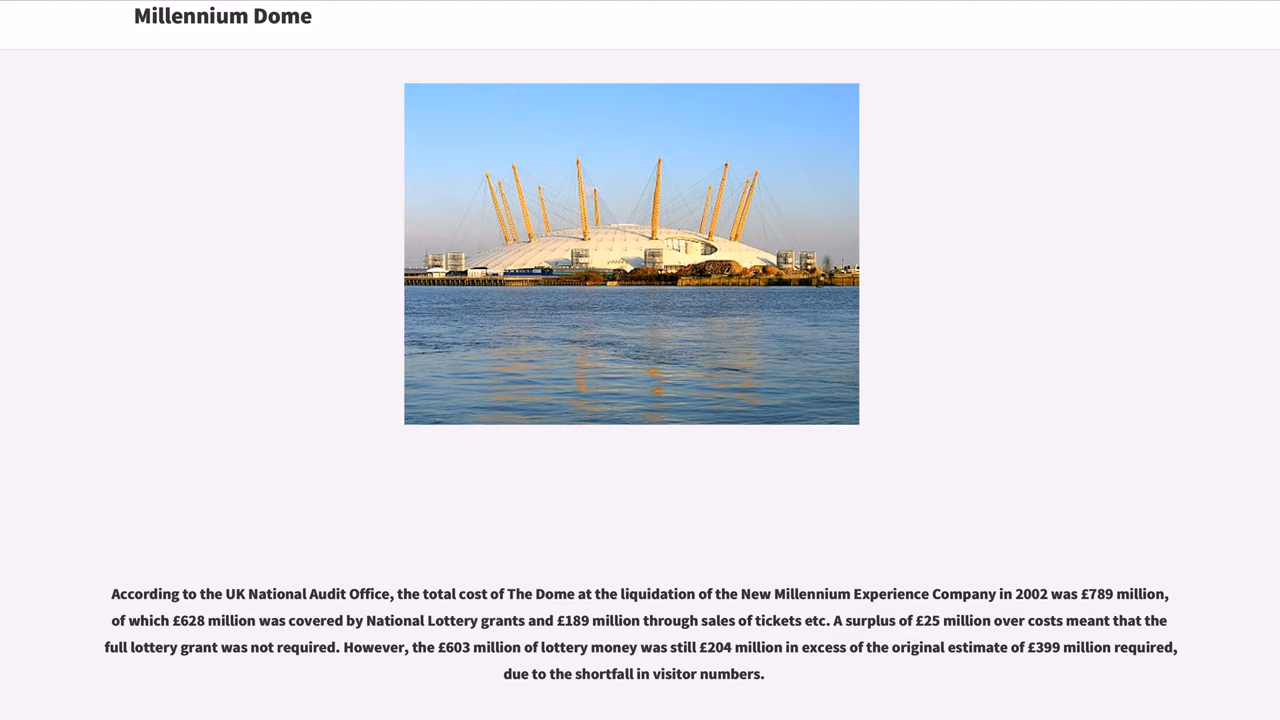 Millennium Dome
According to the UK National Audit Office, the total cost of The Dome at the liquidation of the New Millennium Experience Company in 2002 was £789 million,
of which £628 million was covered by National Lottery grants and £189 million through sales of tickets etc. A surplus of £25 million over costs meant that the
full lottery grant was not required. However, the £603 million of lottery money was still £204 million in excess of the original estimate of £399 million required,
due to the shortfall in visitor numbers.